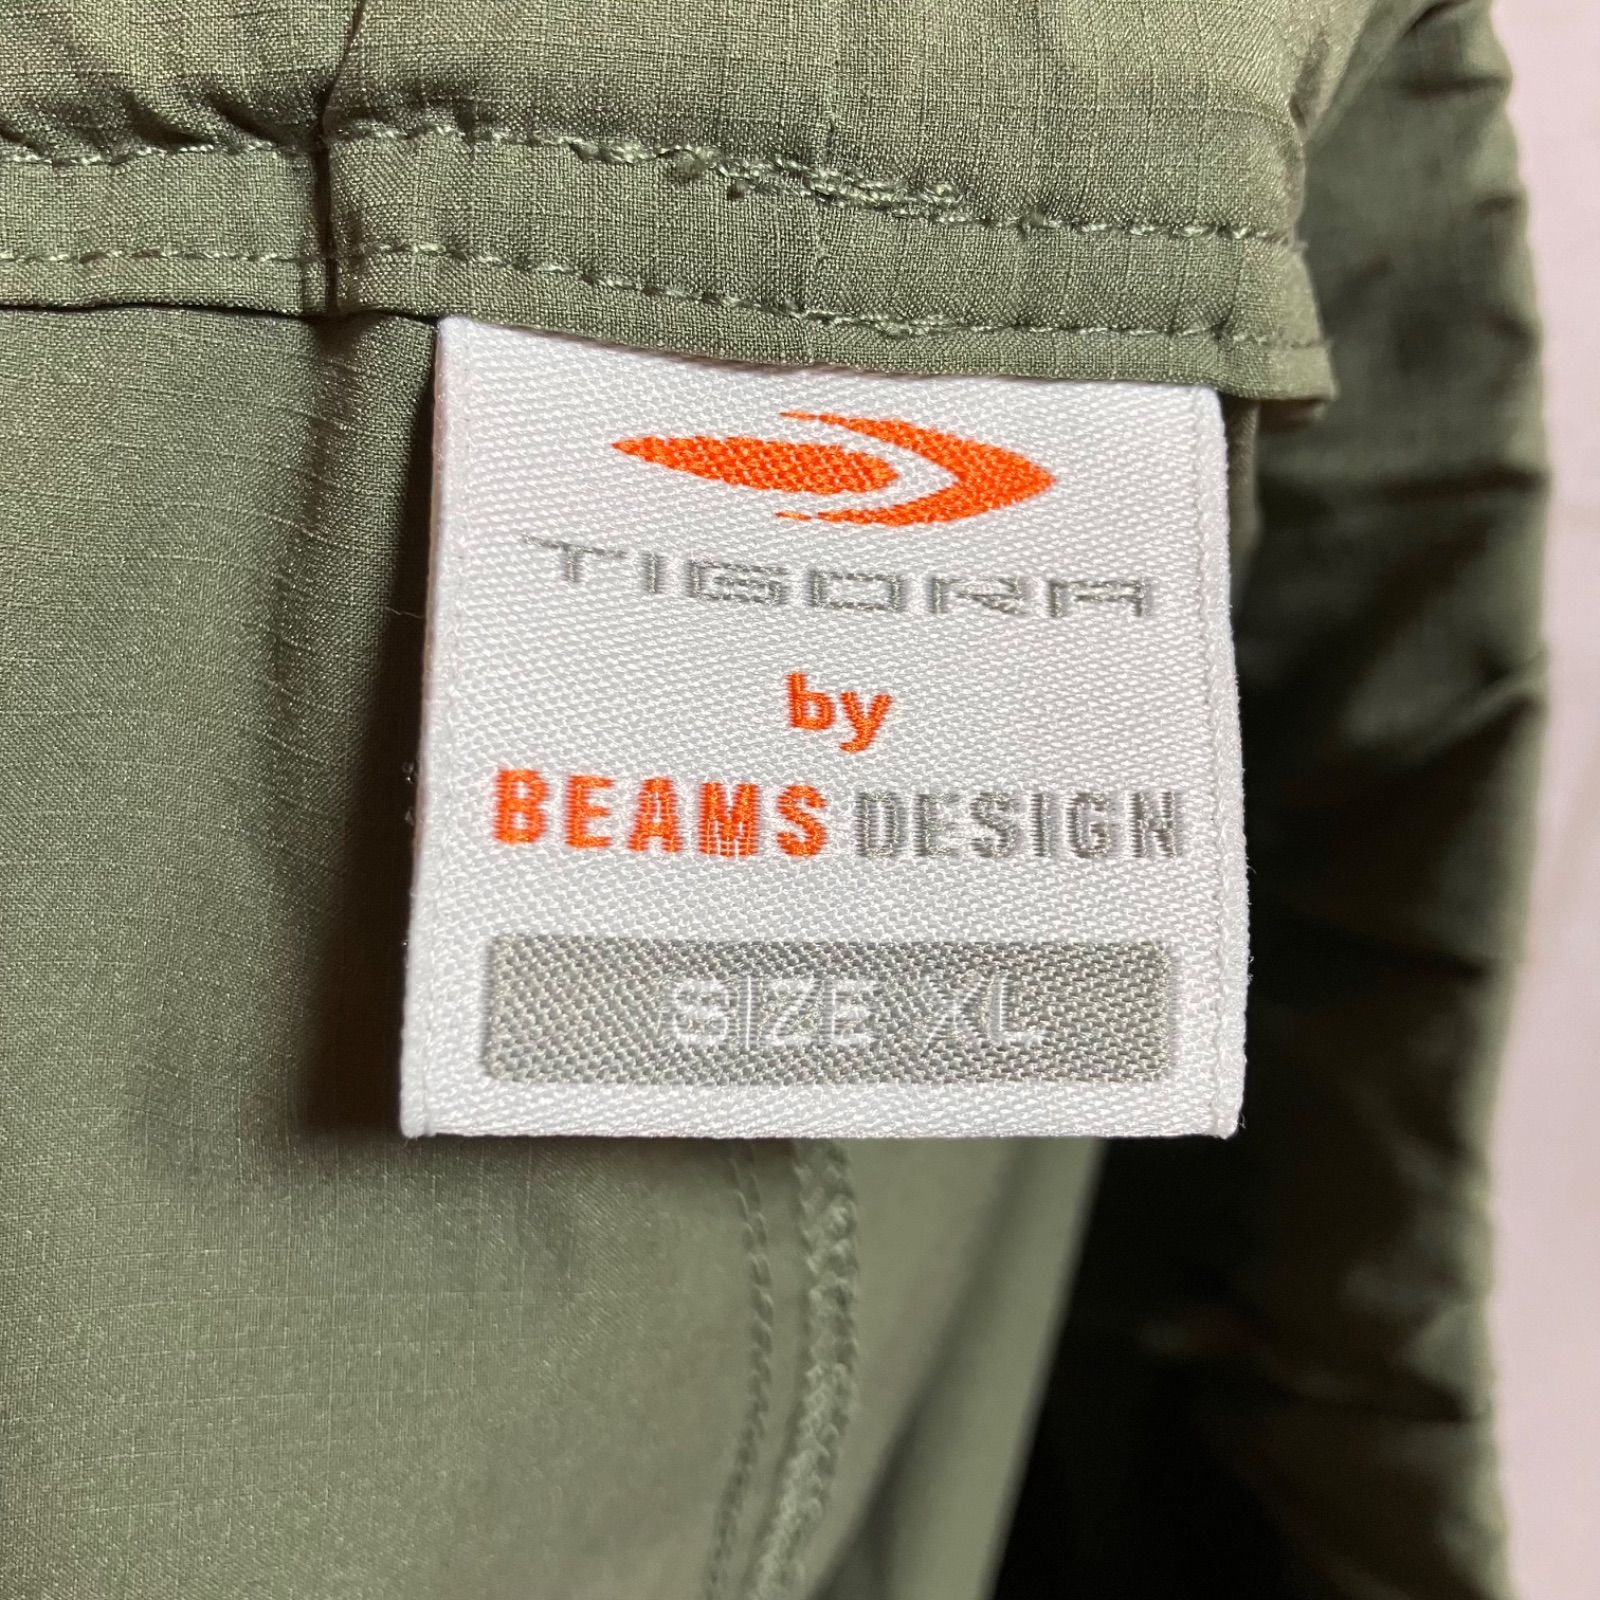 TIGORA
by
BEAMS DESIGN
SIZE XL